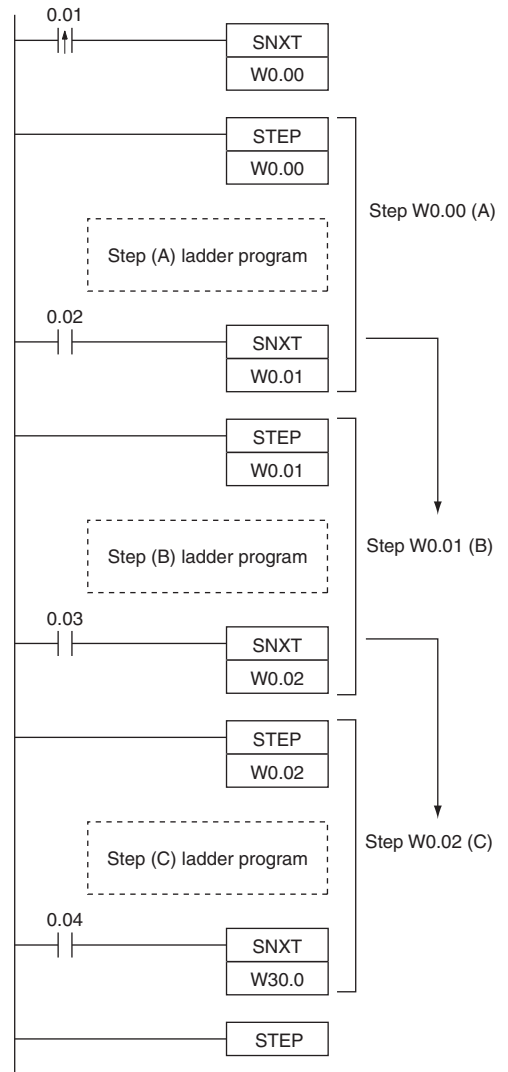 0.01
SNXT
W0.00
STEP
W0.00
Step W0.00 (A)
Step (A) ladder program
0.02
SNXT
W0.01
STEP
W0.01
Step W0.01 (B)
Step (B) ladder program
0.03
SNXT
W0.02
STEP
W0.02
Step W0.02 (C)
Step (C) ladder program
0.04
SNXT
W30.0
STEP